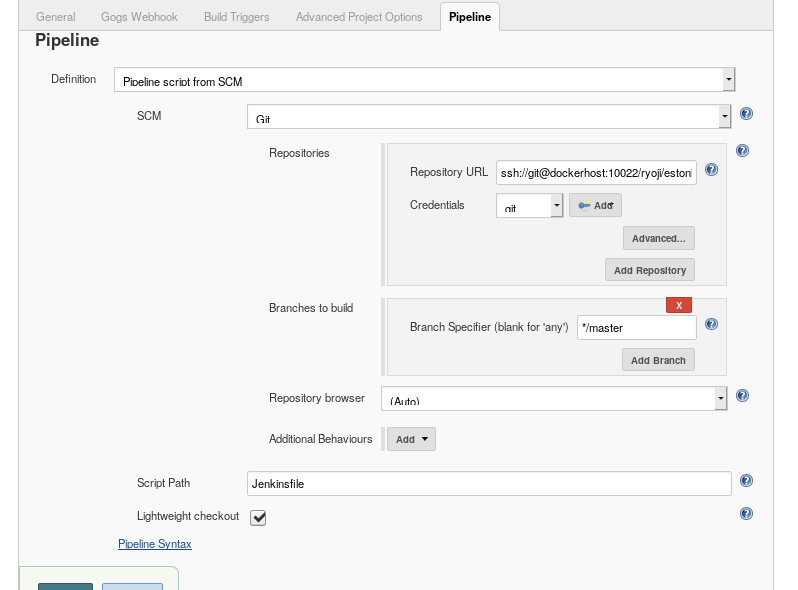 General Gogs Webhook Build Triggers Advanced Project Options Pipeline
Pipeline
Definition Pipeline script from SCM
SCM Git
Repositories
Repository URL ssh://git@dockerhost:10022/ryoji/eston
Credentials git Add
Advanced...
Add Repository
X
Branches to build
Branch Specifier (blank for 'any') */master
Add Branch
Repository browser (Auto)
Additional Behaviours Add
Script Path Jenkinsfile
Lightweight checkout
Pipeline Syntax